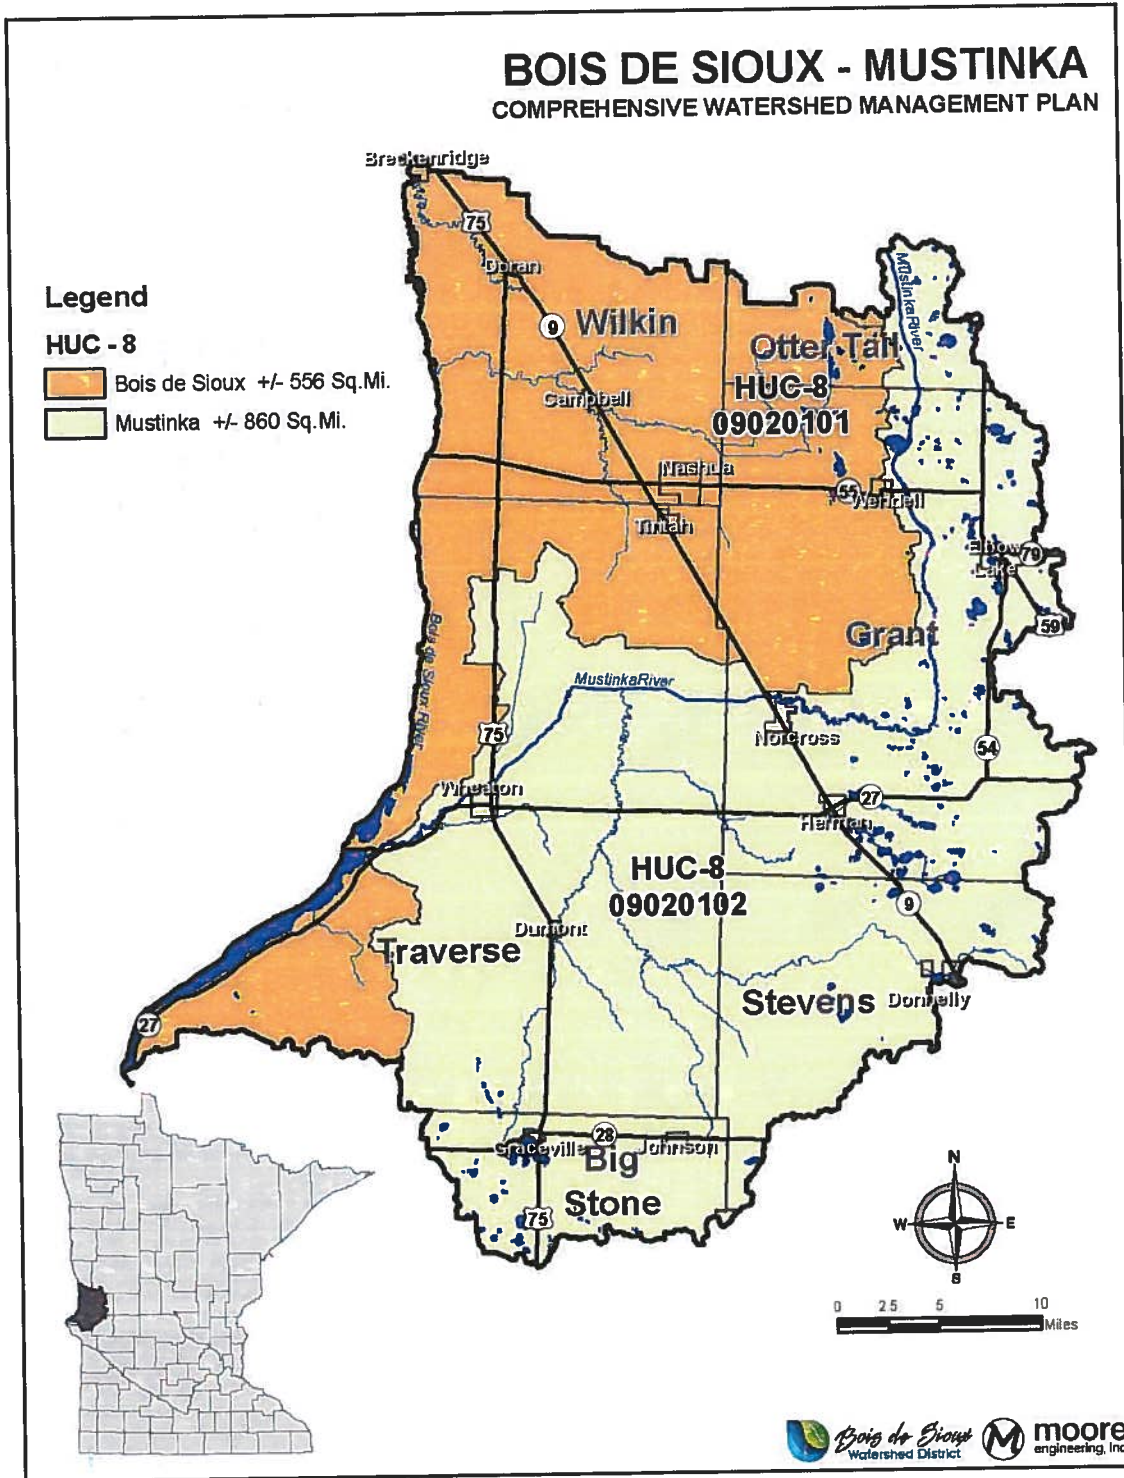 BOIS DE SIOUX - MUSTINKA
COMPREHENSIVE WATERSHED MANAGEMENT PLAN
Breckenridge
75
Doran
Mustinka River
Legend
HUC - 8
Bois de Sioux +/- 556 Sq.Mi.
Mustinka +/- 860 Sq.Mi.
9
Wilkin
Otter Tail
HUC-8
09020101
Campbell
Nashua
55
Wendell
Tintah
Elbow
Lake
79
59
Grant
Bois de Sioux River
Mustinka River
75
Norcross
54
Wheaton
27
Herman
HUC-8
09020102
9
Dumont
Traverse
Stevens
Donnelly
27
Graceville
28
Johnson
Big
Stone
75
N
W
E
S
0 2.5 5 10
Miles
Bois de Sioux
Watershed District
M
moore
engineering, inc